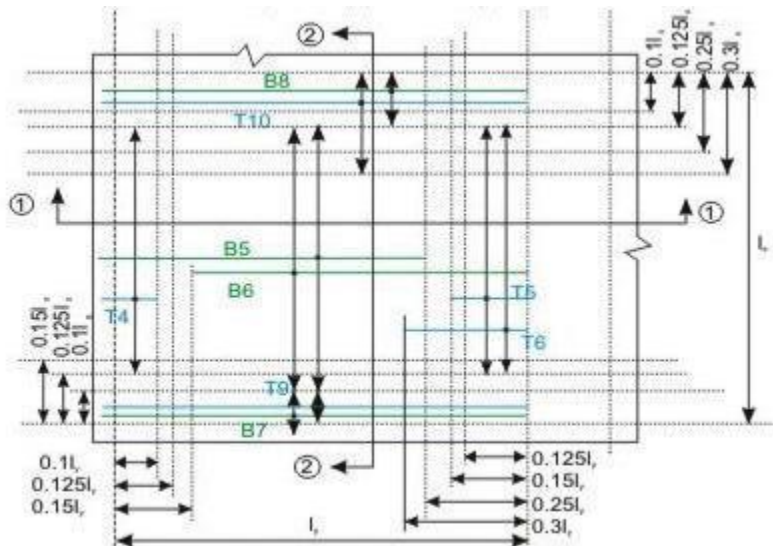 ②
0.1l,
0.125l,
0.25l,
0.3l,
B8
T10
①
①
B5
l,
B6
T4
T5
T6
0.15l,
0.125l,
0.1l,
T9
B7
②
0.1l,
0.125l,
0.15l,
0.125l,
0.15l,
0.25l,
0.3l,
l,